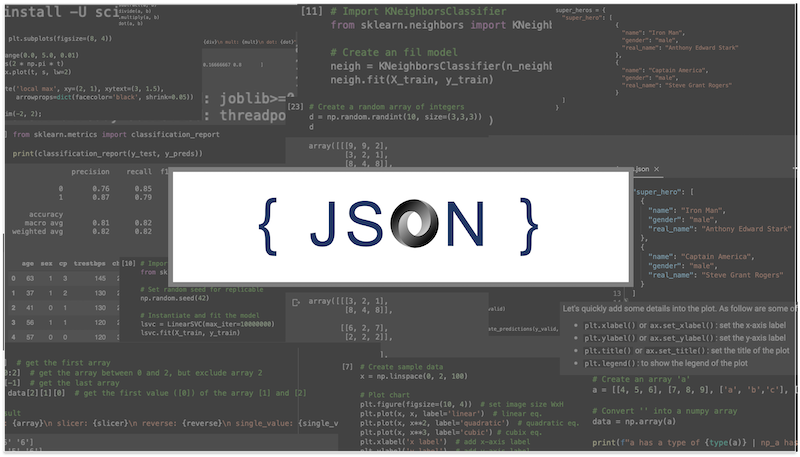 install -U sci
multiply(a, b)
dot(a, b)
divide(a, b)
plt.subplots(figsize=(8, 4))
range(0.0, 5.0, 0.01)
s(2 * np.pi * t)
x.plot(t, s, lw=2)
te('local max', xy=(2, 1), xytext=(3, 1.5),
arrowprops=dict(facecolor='black', shrink=0.05))
im(-2, 2);
: joblib>=0
: threadpo
[11] # Import KNeighborsClassifier
from sklearn.neighbors import KNeighb
# Create an fil model
neigh = KNeighborsClassifier(n_neighb
neigh.fit(X_train, y_train)
super_heros = {
"super_hero": [
{
"name": "Iron Man",
"gender": "male",
"real_name": "Anthony Edward Stark"
},
{
"name": "Captain America",
"gender": "male",
"real_name": "Steve Grant Rogers"
}
]
}
[23] # Create a random array of integers
d = np.random.randint(10, size=(3,3,3))
d
array([[[9, 9, 2],
[3, 2, 1],
[8, 4, 8]],
from sklearn.metrics import classification_report
print(classification_report(y_test, y_preds))
precision recall f1
0 0.76 0.85
1 0.87 0.79
accuracy
macro avg 0.81 0.82
weighted avg 0.82 0.82
{ JSON }
.json ×
"super_hero": [
{
"name": "Iron Man",
"gender": "male",
"real_name": "Anthony Edward Stark"
},
{
"name": "Captain America",
"gender": "male",
"real_name": "Steve Grant Rogers"
}
13 ]
age sex cp trestbps
0 63 1 3 145
1 37 1 2 130
2 41 0 1 130
3 56 1 1 120
4 57 0 0 120
[10] # Impor
from sk
# Set random seed for replicable
np.random.seed(42)
# Instantiate and fit the model
lsvc = LinearSVC(max_iter=10000000)
lsvc.fit(X_train, y_train)
array([[[3, 2, 1],
[8, 4, 8]],
[[6, 2, 7],
[2, 0, 2]],
valid)
ate_predictions(y_valid,
Let's quickly add some details into the plot. As follow are some of
• plt.xlabel() or ax.set_xlabel() : set the x-axis label
• plt.ylabel() or ax.set_ylabel() : set the y-axis label
• plt.title() or ax.set_title() : set the title of the plot
• plt.legend() : to show the legend of the plot
# get the first array
0:2] # get the array between 0 and 2, but exclude array 2
[-1] # get the last array
data[2][1][0] # get the first value ([0]) of the array [1] and [2]
sult
: {array}\n slicer: {slicer}\n reverse: {reverse}\n single_value: {single_v
[7] # Create sample data
x = np.linspace(0, 2, 100)
# Plot chart
plt.figure(figsize=(10, 4)) # set image size WxH
plt.plot(x, x, label='linear') # linear eq.
plt.plot(x, x**2, label='quadratic') # quadratic eq.
plt.plot(x, x**3, label='cubic') # cubix eq.
plt.xlabel('x label') # add x-axis label
# Create an array 'a'
a = [[4, 5, 6], [7, 8, 9], ['a', 'b','c'],
# Convert '' into a numpy array
data = np.array(a)
print(f"a has a type of {type(a)} | np_a has